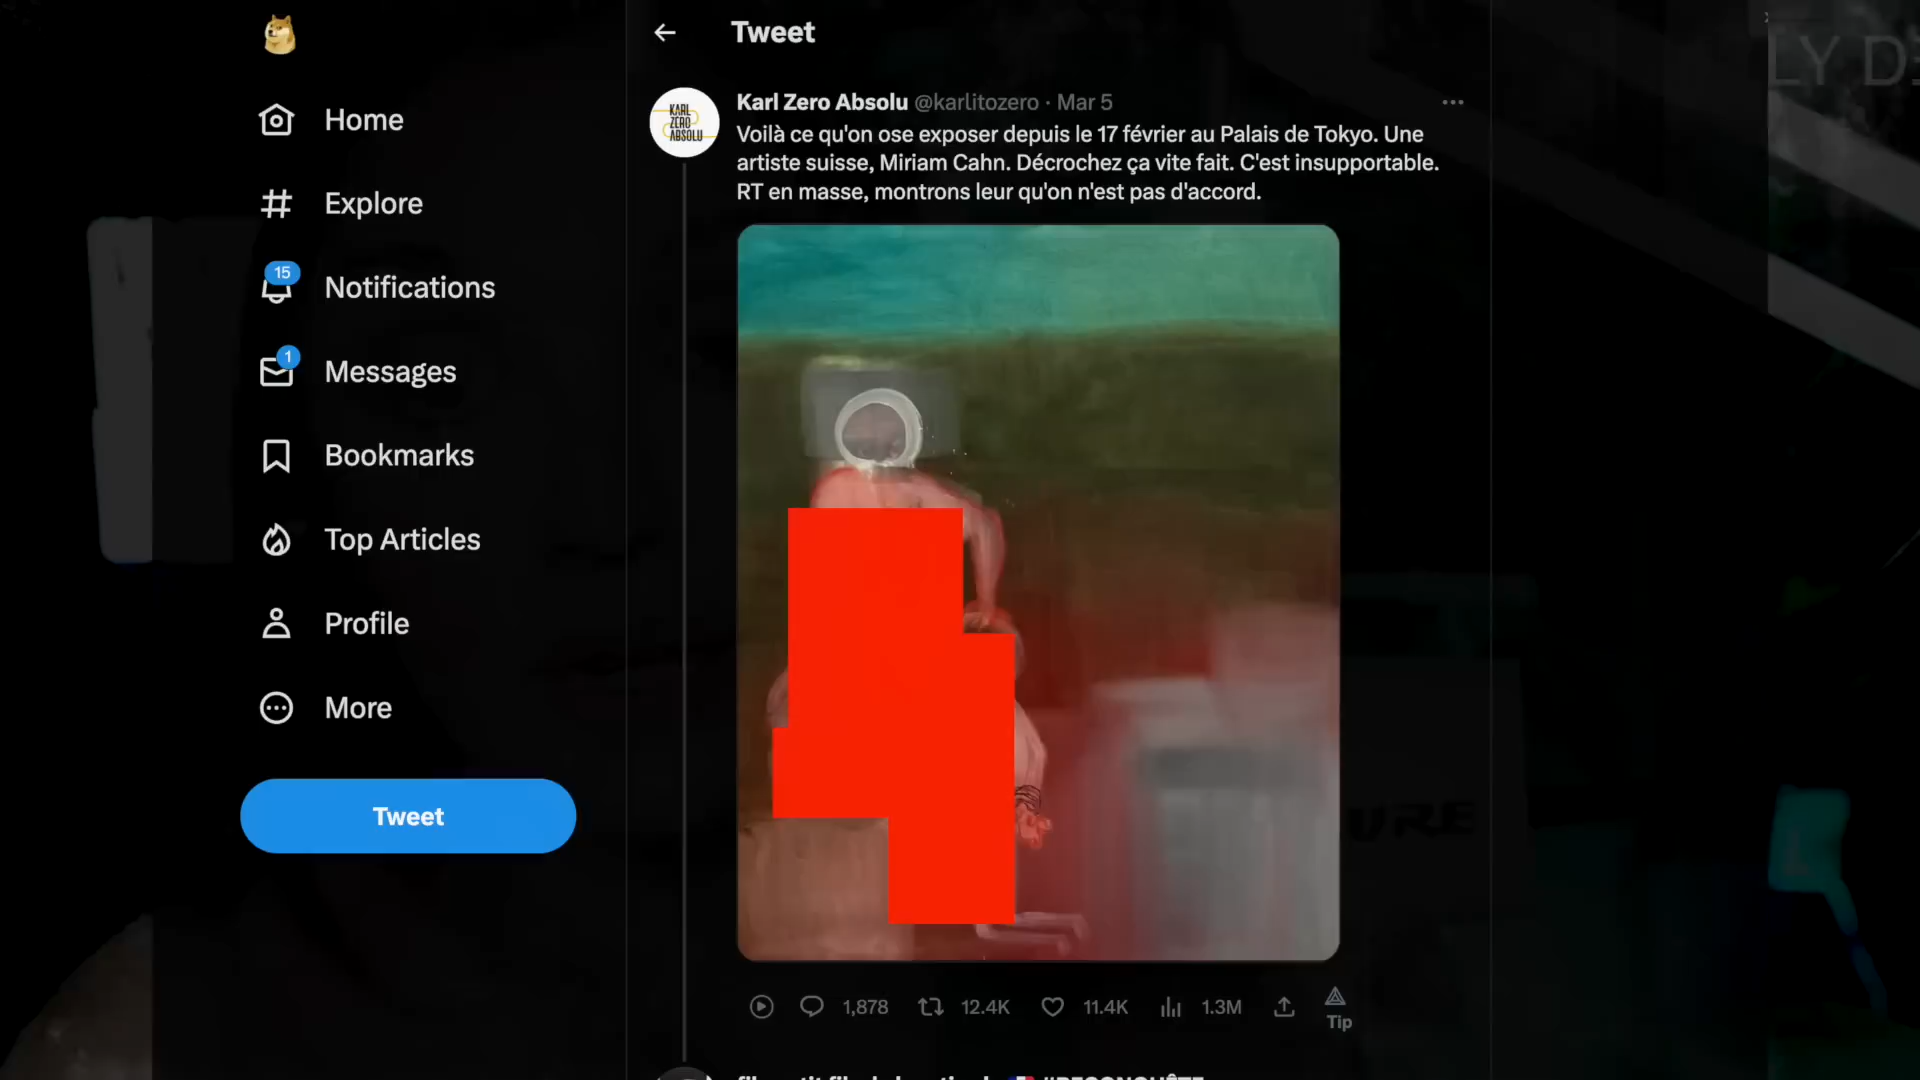 Tweet
Home
Explore
15
Notifications
1
Messages
Bookmarks
Top Articles
Profile
More
Tweet
KARL
ZERO
ABSOLU
Karl Zero Absolu @karlitozero · Mar 5
Voilà ce qu'on ose exposer depuis le 17 février au Palais de Tokyo. Une
artiste suisse, Miriam Cahn. Décrochez ça vite fait. C'est insupportable.
RT en masse, montrons leur qu'on n'est pas d'accord.
1,878 12.4K 11.4K 1.3M
Tip
LY D
URE